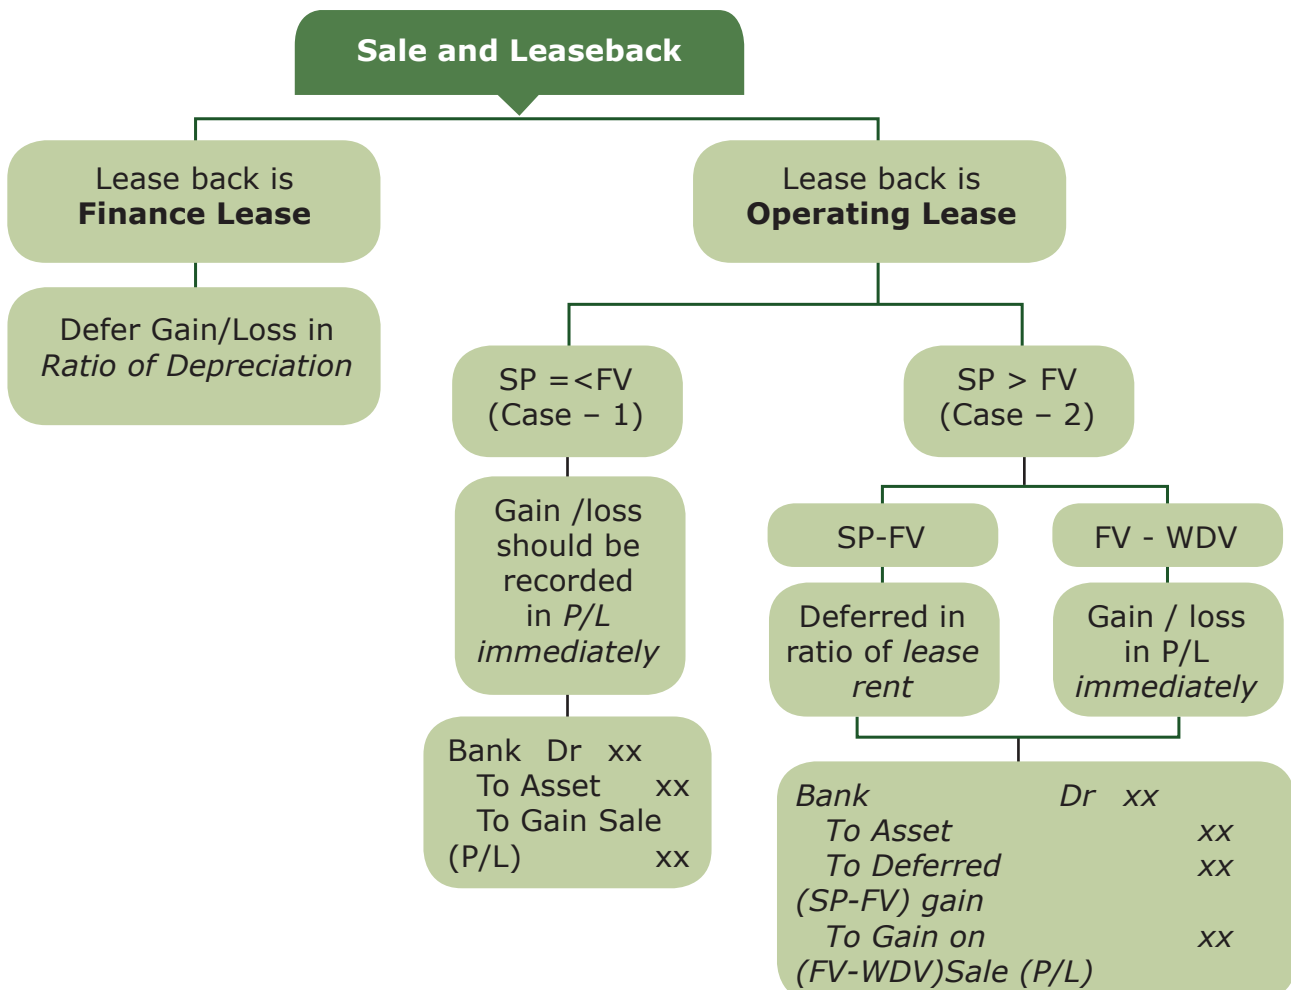 Sale and Leaseback
Lease back is
Finance Lease
Defer Gain/Loss in
Ratio of Depreciation
Lease back is
Operating Lease
SP =<FV
(Case – 1)
Gain /loss
should be
recorded
in P/L
immediately
Bank Dr xx
To Asset xx
To Gain Sale
(P/L) xx
SP > FV
(Case – 2)
SP-FV
Deferred in
ratio of lease
rent
FV - WDV
Gain / loss
in P/L
immediately
Bank Dr xx
To Asset xx
To Deferred xx
(SP-FV) gain
To Gain on xx
(FV-WDV)Sale (P/L)